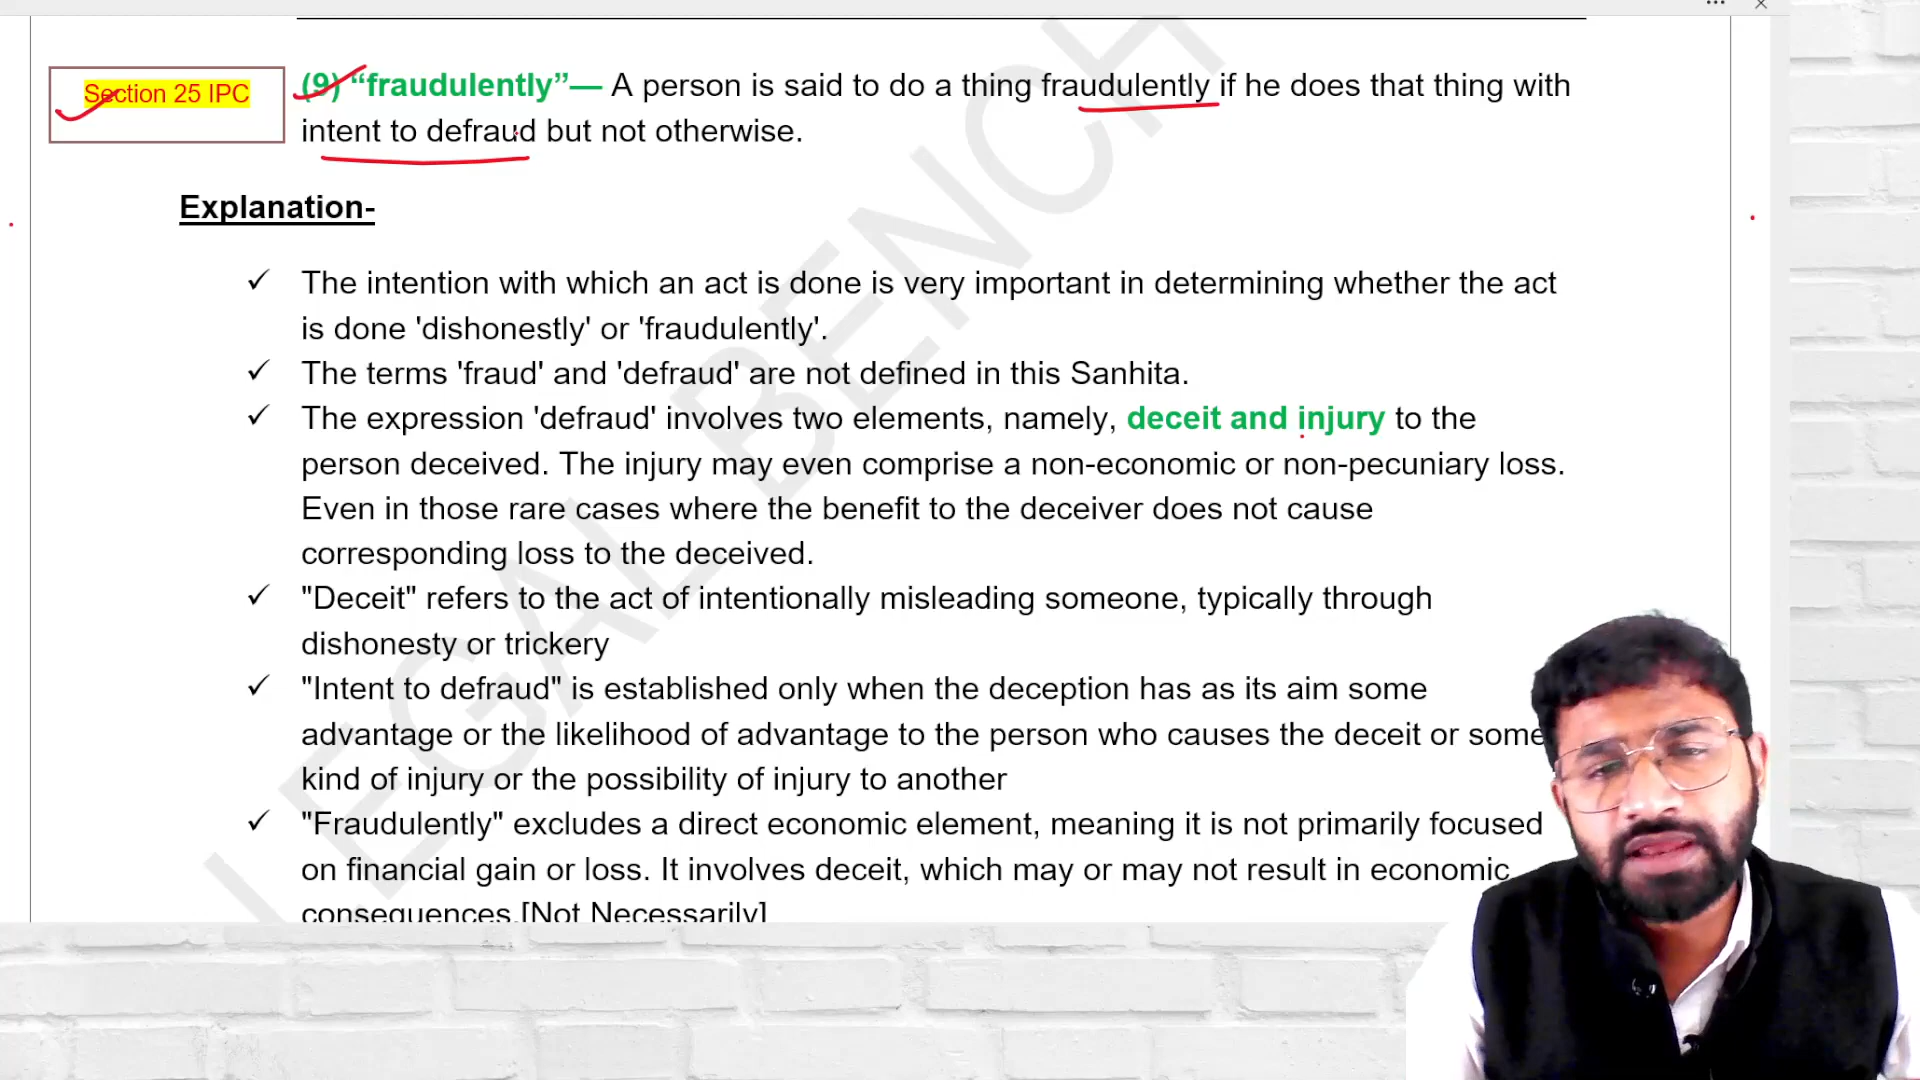 Section 25 IPC
(9) “fraudulently”— A person is said to do a thing fraudulently if he does that thing with
intent to defraud but not otherwise.
Explanation-
✓ The intention with which an act is done is very important in determining whether the act
is done 'dishonestly' or 'fraudulently'.
✓ The terms 'fraud' and 'defraud' are not defined in this Sanhita.
✓ The expression 'defraud' involves two elements, namely, deceit and injury to the
person deceived. The injury may even comprise a non-economic or non-pecuniary loss.
Even in those rare cases where the benefit to the deceiver does not cause
corresponding loss to the deceived.
✓ "Deceit" refers to the act of intentionally misleading someone, typically through
dishonesty or trickery
✓ "Intent to defraud" is established only when the deception has as its aim some
advantage or the likelihood of advantage to the person who causes the deceit or some
kind of injury or the possibility of injury to another
✓ "Fraudulently" excludes a direct economic element, meaning it is not primarily focused
on financial gain or loss. It involves deceit, which may or may not result in economic
consequences.[Not Necessarily]
LEGAL BENCH